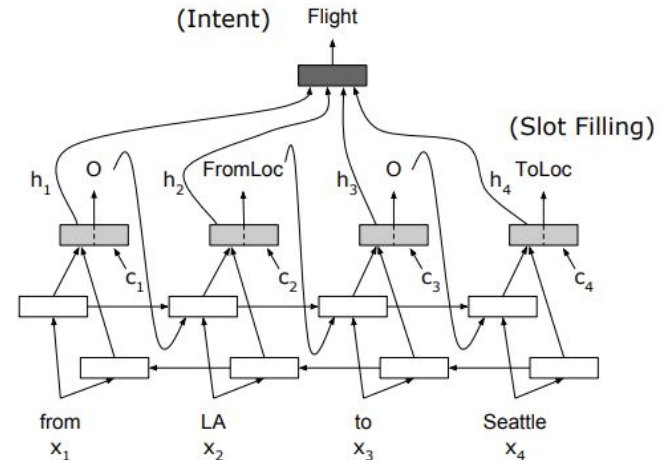 (Intent) Flight
(Slot Filling)
h1 O h2 FromLoc h3 O h4 ToLoc
c1 c2 c3 c4
from LA to Seattle
x1 x2 x3 x4